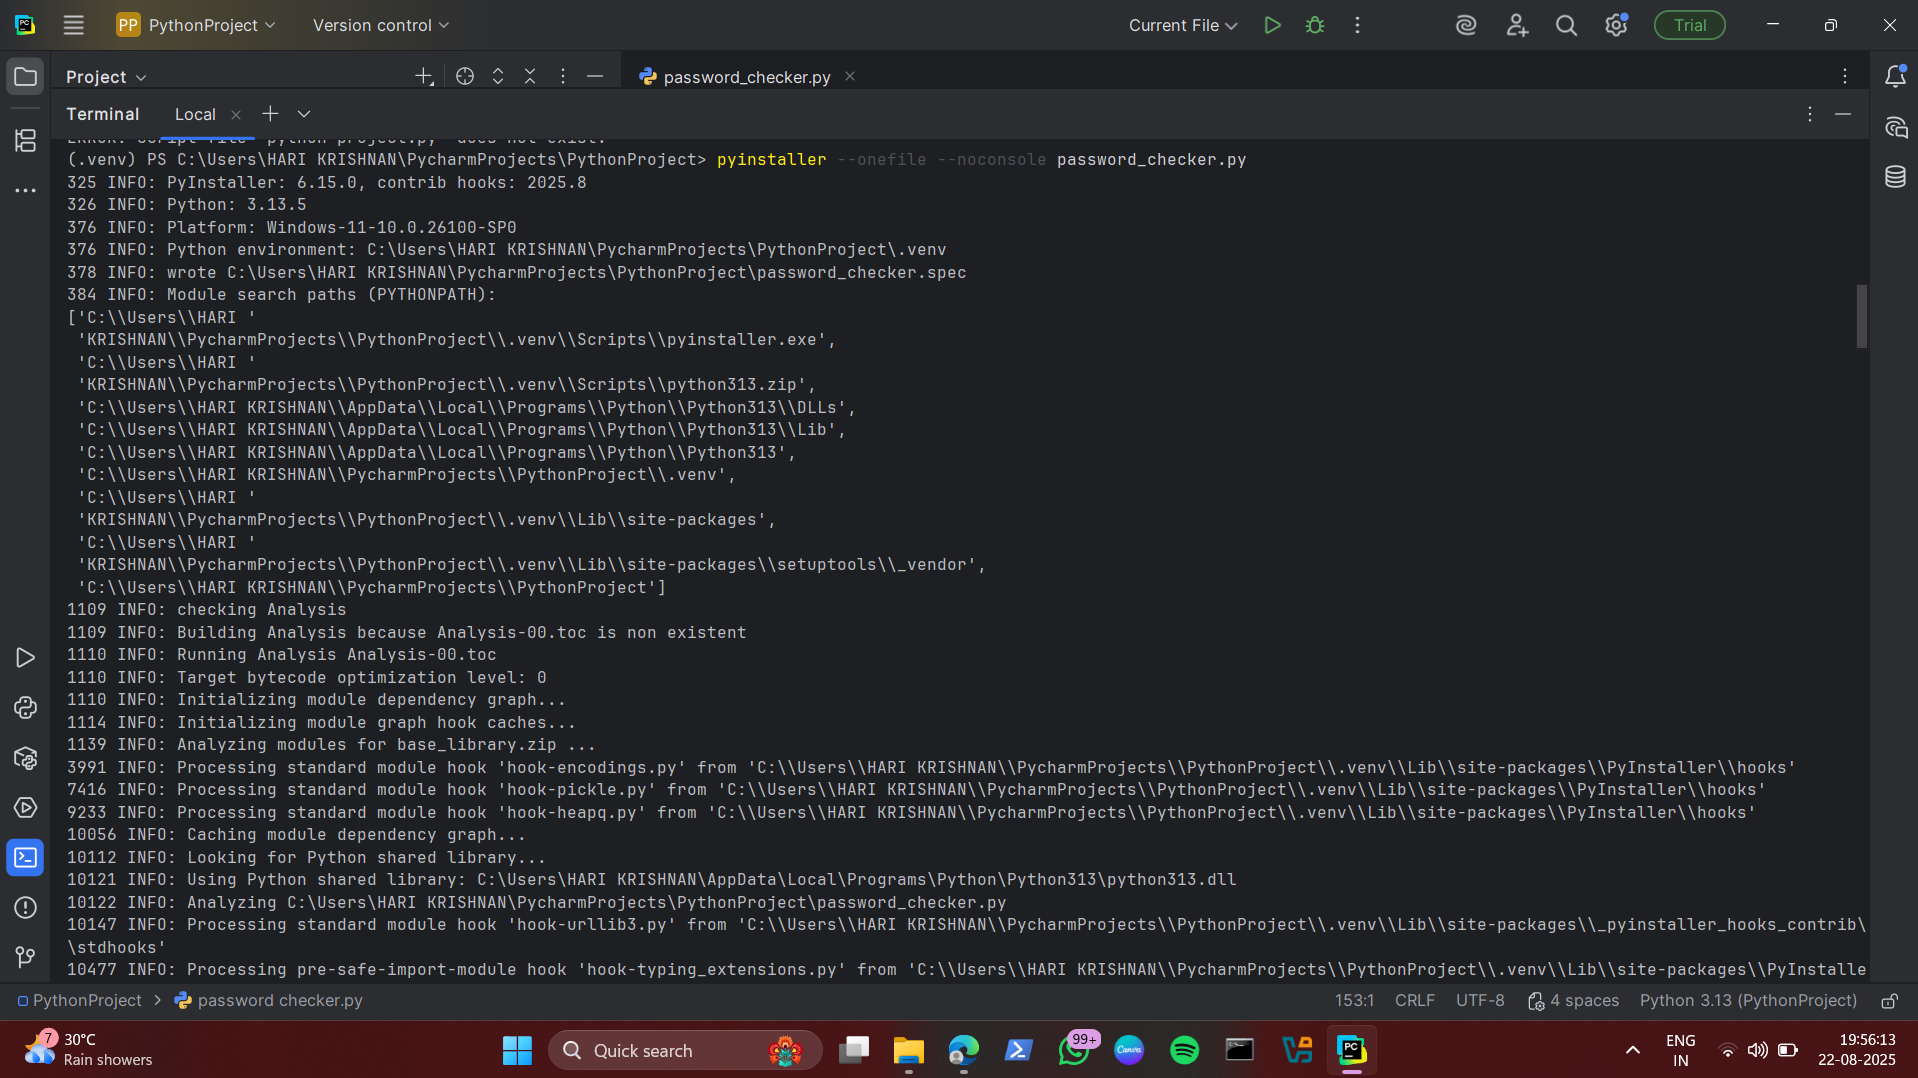 PC
PP PythonProject
Version control
Current File
Trial
Project
password_checker.py
Terminal
Local
ERROR: Script file 'python project.py' does not exist.
(.venv) PS C:\Users\HARI KRISHNAN\PycharmProjects\PythonProject> pyinstaller --onefile --noconsole password_checker.py
325 INFO: PyInstaller: 6.15.0, contrib hooks: 2025.8
326 INFO: Python: 3.13.5
376 INFO: Platform: Windows-11-10.0.26100-SP0
376 INFO: Python environment: C:\Users\HARI KRISHNAN\PycharmProjects\PythonProject\.venv
378 INFO: wrote C:\Users\HARI KRISHNAN\PycharmProjects\PythonProject\password_checker.spec
384 INFO: Module search paths (PYTHONPATH):
['C:\\Users\\HARI '
'KRISHNAN\\PycharmProjects\\PythonProject\\.venv\\Scripts\\pyinstaller.exe',
'C:\\Users\\HARI '
'KRISHNAN\\PycharmProjects\\PythonProject\\.venv\\Scripts\\python313.zip',
'C:\\Users\\HARI KRISHNAN\\AppData\\Local\\Programs\\Python\\Python313\\DLLs',
'C:\\Users\\HARI KRISHNAN\\AppData\\Local\\Programs\\Python\\Python313\\Lib',
'C:\\Users\\HARI KRISHNAN\\AppData\\Local\\Programs\\Python\\Python313',
'C:\\Users\\HARI KRISHNAN\\PycharmProjects\\PythonProject\\.venv',
'C:\\Users\\HARI '
'KRISHNAN\\PycharmProjects\\PythonProject\\.venv\\Lib\\site-packages',
'C:\\Users\\HARI '
'KRISHNAN\\PycharmProjects\\PythonProject\\.venv\\Lib\\site-packages\\setuptools\\_vendor',
'C:\\Users\\HARI KRISHNAN\\PycharmProjects\\PythonProject']
1109 INFO: checking Analysis
1109 INFO: Building Analysis because Analysis-00.toc is non existent
1110 INFO: Running Analysis Analysis-00.toc
1110 INFO: Target bytecode optimization level: 0
1110 INFO: Initializing module dependency graph...
1114 INFO: Initializing module graph hook caches...
1139 INFO: Analyzing modules for base_library.zip ...
3991 INFO: Processing standard module hook 'hook-encodings.py' from 'C:\\Users\\HARI KRISHNAN\\PycharmProjects\\PythonProject\\.venv\\Lib\\site-packages\\PyInstaller\\hooks'
7416 INFO: Processing standard module hook 'hook-pickle.py' from 'C:\\Users\\HARI KRISHNAN\\PycharmProjects\\PythonProject\\.venv\\Lib\\site-packages\\PyInstaller\\hooks'
9233 INFO: Processing standard module hook 'hook-heapq.py' from 'C:\\Users\\HARI KRISHNAN\\PycharmProjects\\PythonProject\\.venv\\Lib\\site-packages\\PyInstaller\\hooks'
10056 INFO: Caching module dependency graph...
10112 INFO: Looking for Python shared library...
10121 INFO: Using Python shared library: C:\Users\HARI KRISHNAN\AppData\Local\Programs\Python\Python313\python313.dll
10122 INFO: Analyzing C:\Users\HARI KRISHNAN\PycharmProjects\PythonProject\password_checker.py
10147 INFO: Processing standard module hook 'hook-urllib3.py' from 'C:\\Users\\HARI KRISHNAN\\PycharmProjects\\PythonProject\\.venv\\Lib\\site-packages\\_pyinstaller_hooks_contrib\
\stdhooks'
10477 INFO: Processing pre-safe-import-module hook 'hook-typing_extensions.py' from 'C:\\Users\\HARI KRISHNAN\\PycharmProjects\\PythonProject\\.venv\\Lib\\site-packages\\PyInstalle
PythonProject > password checker.py
153:1 CRLF UTF-8 4 spaces Python 3.13 (PythonProject)
7
30°C
Rain showers
Quick search
99+
Canva
PC
ENG
IN
19:56:13
22-08-2025